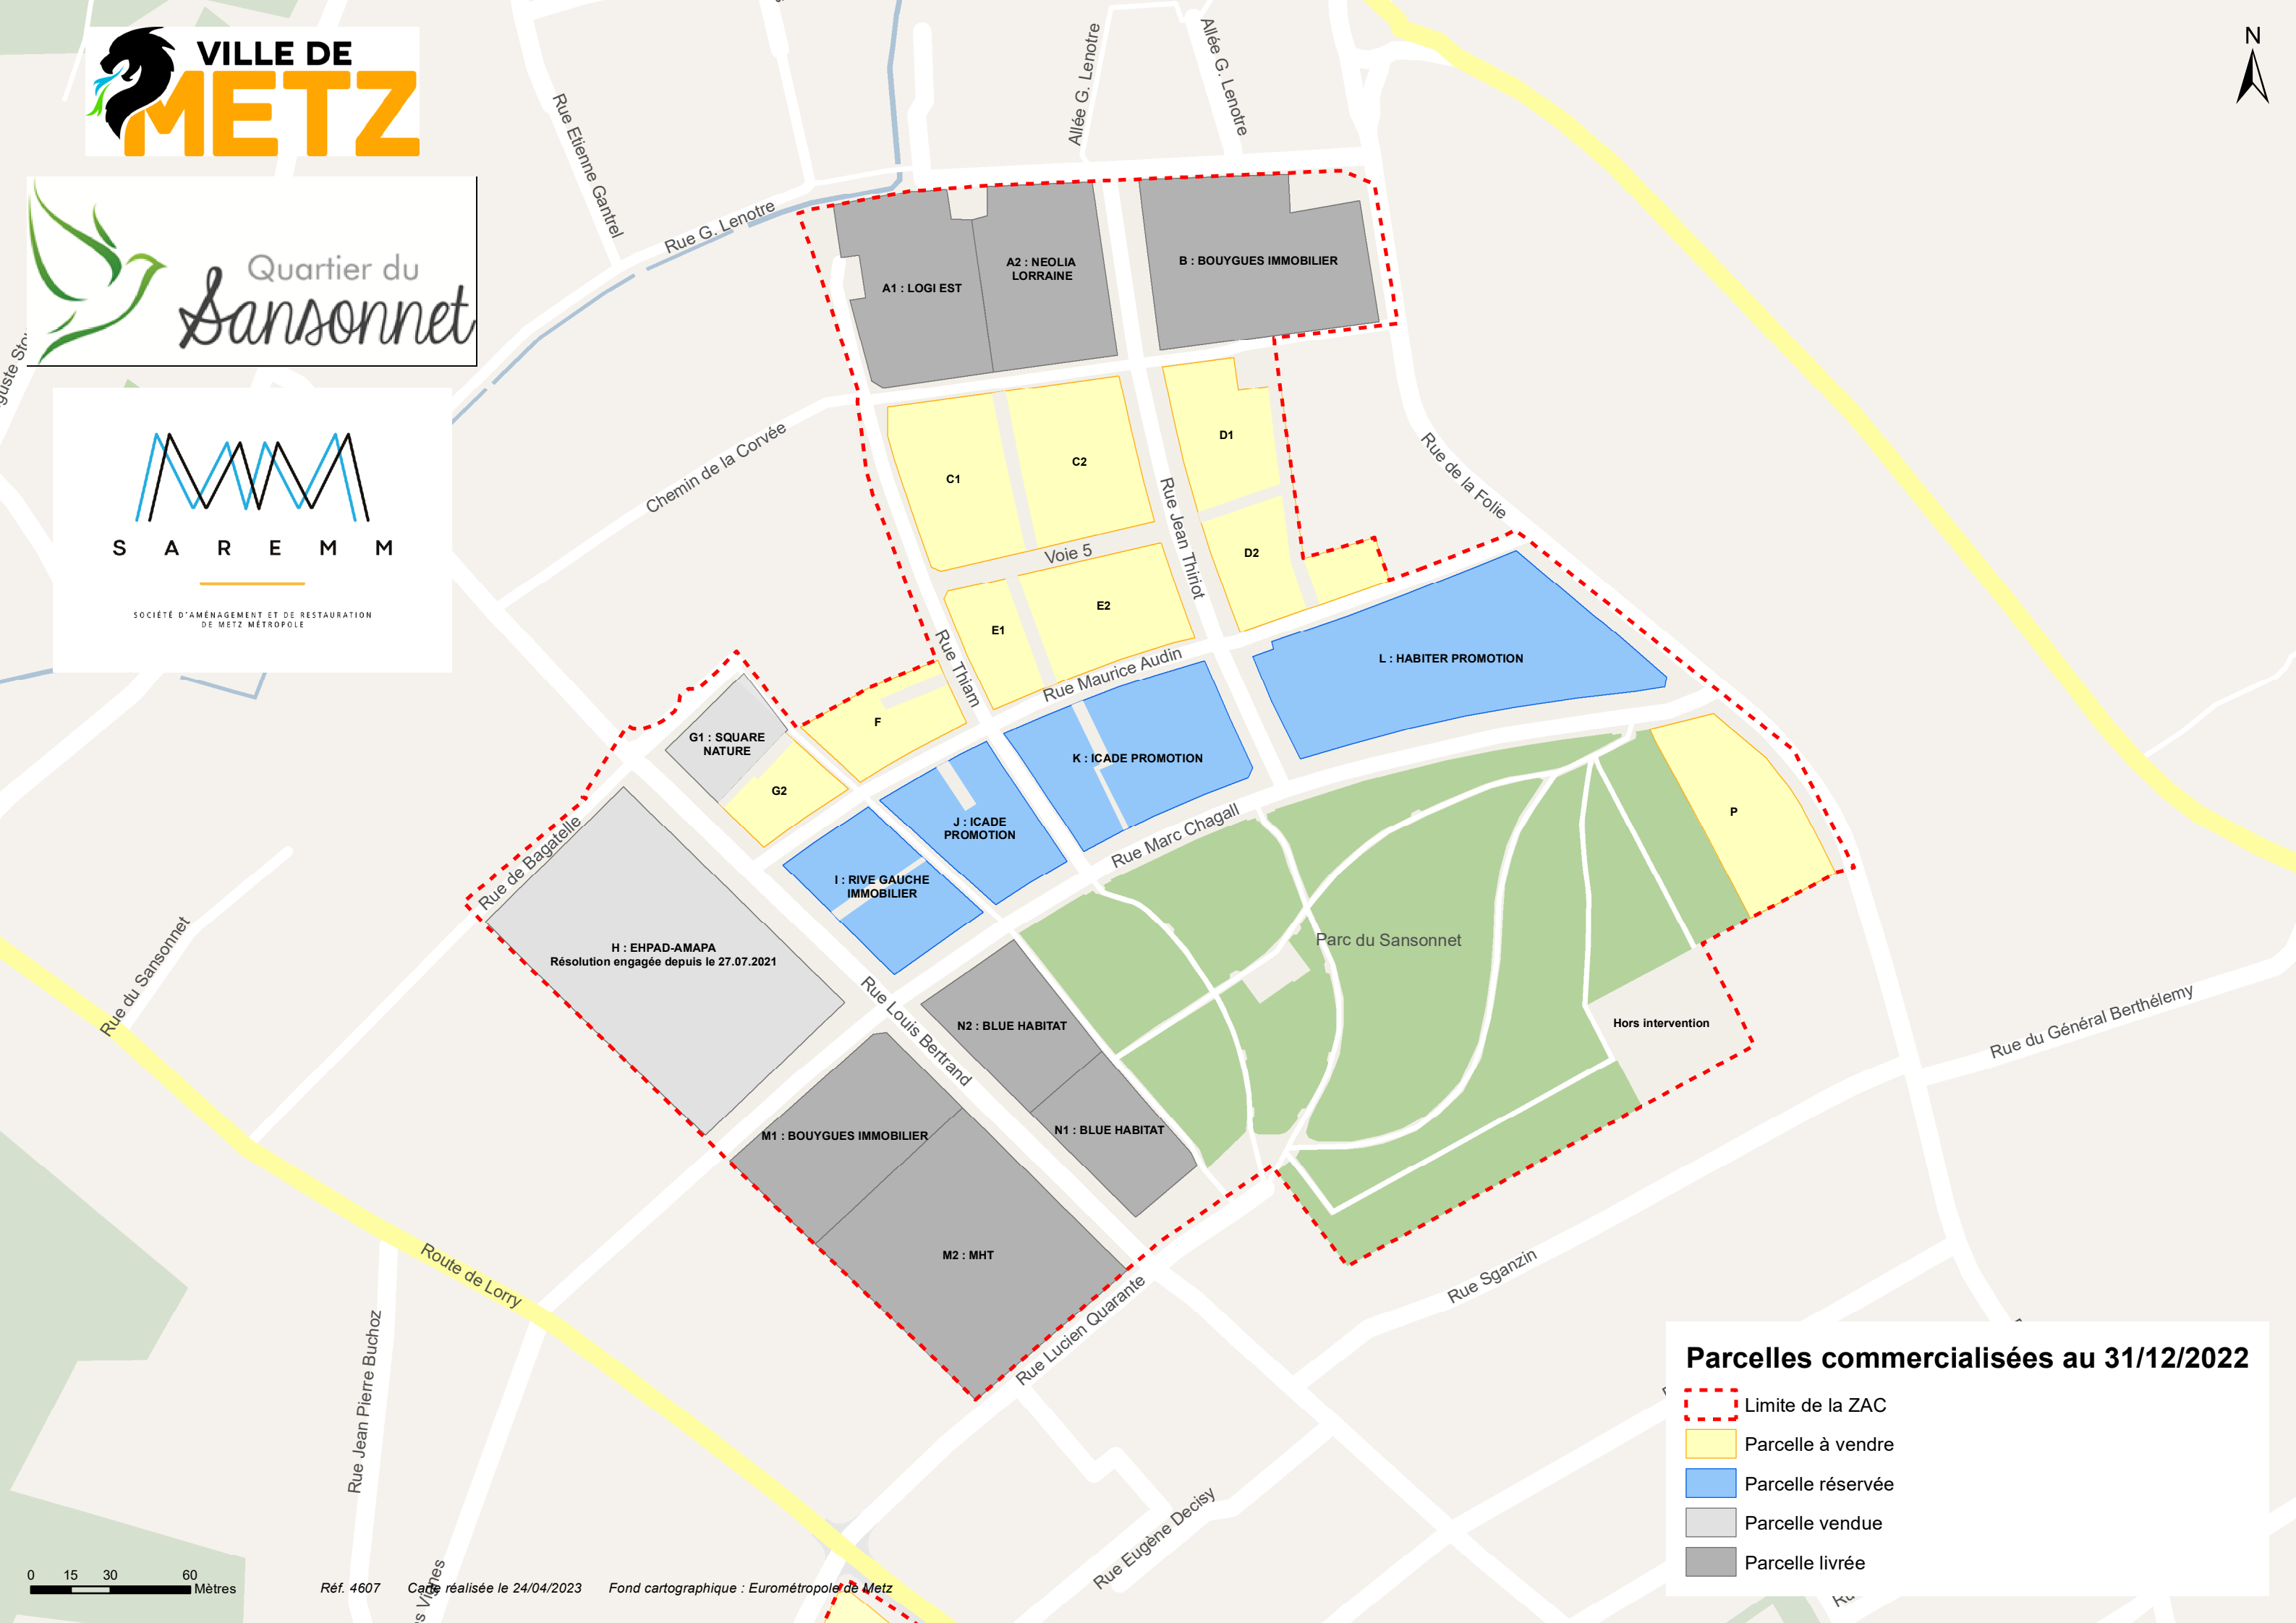 VILLE DE
METZ
Quartier du
Sansonnet
S A R E M M
SOCIÉTÉ D'AMÉNAGEMENT ET DE RESTAURATION
DE METZ MÉTROPOLE
N
Rue Etienne Gantrel
Rue G. Lenotre
Allée G. Lenotre
Allée G. Lenotre
A1 : LOGI EST
A2 : NEOLIA
LORRAINE
B : BOUYGUES IMMOBILIER
Chemin de la Corvée
C1
C2
D1
D2
Rue Jean Thiriot
Rue de la Folie
Voie 5
E1
E2
Rue Thiam
Rue Maurice Audin
L : HABITER PROMOTION
F
G1 : SQUARE
NATURE
G2
K : ICADE PROMOTION
J : ICADE
PROMOTION
I : RIVE GAUCHE
IMMOBILIER
Rue Marc Chagall
P
Rue de Bagatelle
Rue du Sansonnet
H : EHPAD-AMAPA
Résolution engagée depuis le 27.07.2021
Parc du Sansonnet
Hors intervention
Rue du Général Berthélemy
Rue Louis Bertrand
N2 : BLUE HABITAT
N1 : BLUE HABITAT
M1 : BOUYGUES IMMOBILIER
M2 : MHT
Rue Lucien Quarante
Rue Sganzin
Route de Lorry
Rue Jean Pierre Buchoz
Rue Eugène Decisy
Parcelles commercialisées au 31/12/2022
Limite de la ZAC
Parcelle à vendre
Parcelle réservée
Parcelle vendue
Parcelle livrée
0 15 30 60
Mètres
Réf. 4607 Carte réalisée le 24/04/2023 Fond cartographique : Eurométropole de Metz